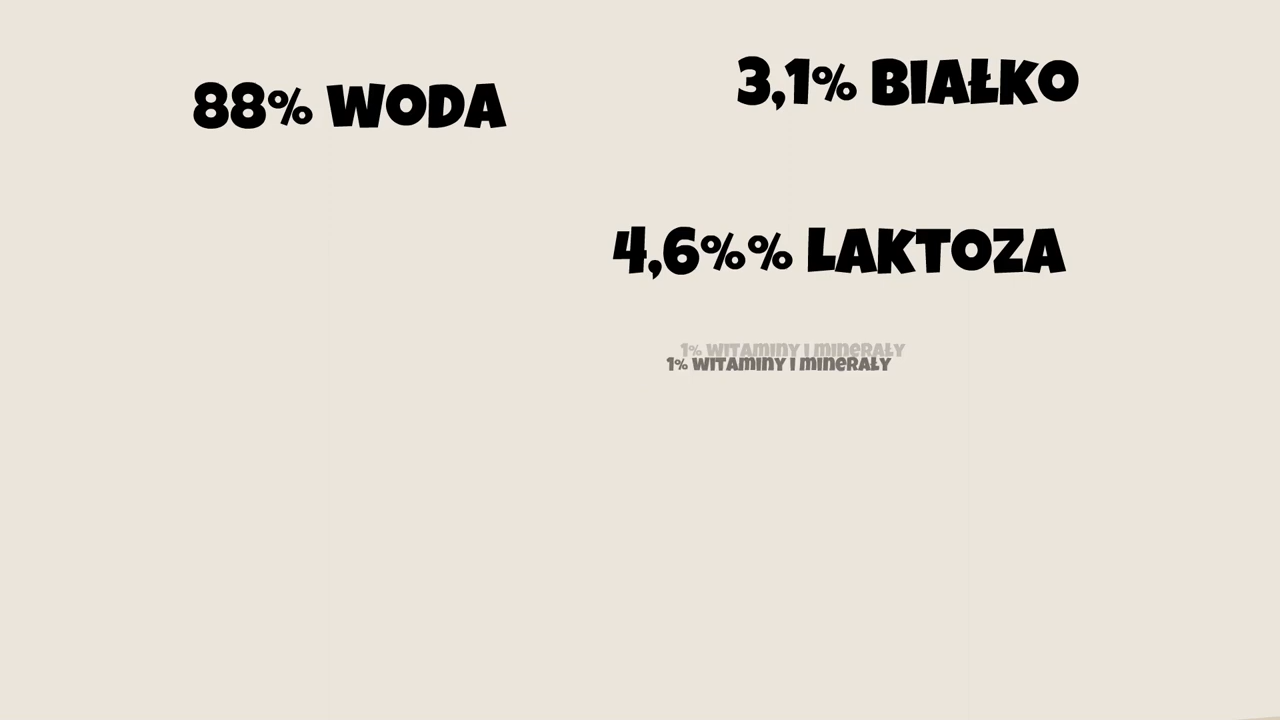 88% WODA
3,1% BIAŁKO
4,6%% LAKTOZA
1% WITAMINY I MINERAŁY
1% WITAMINY I MINERAŁY